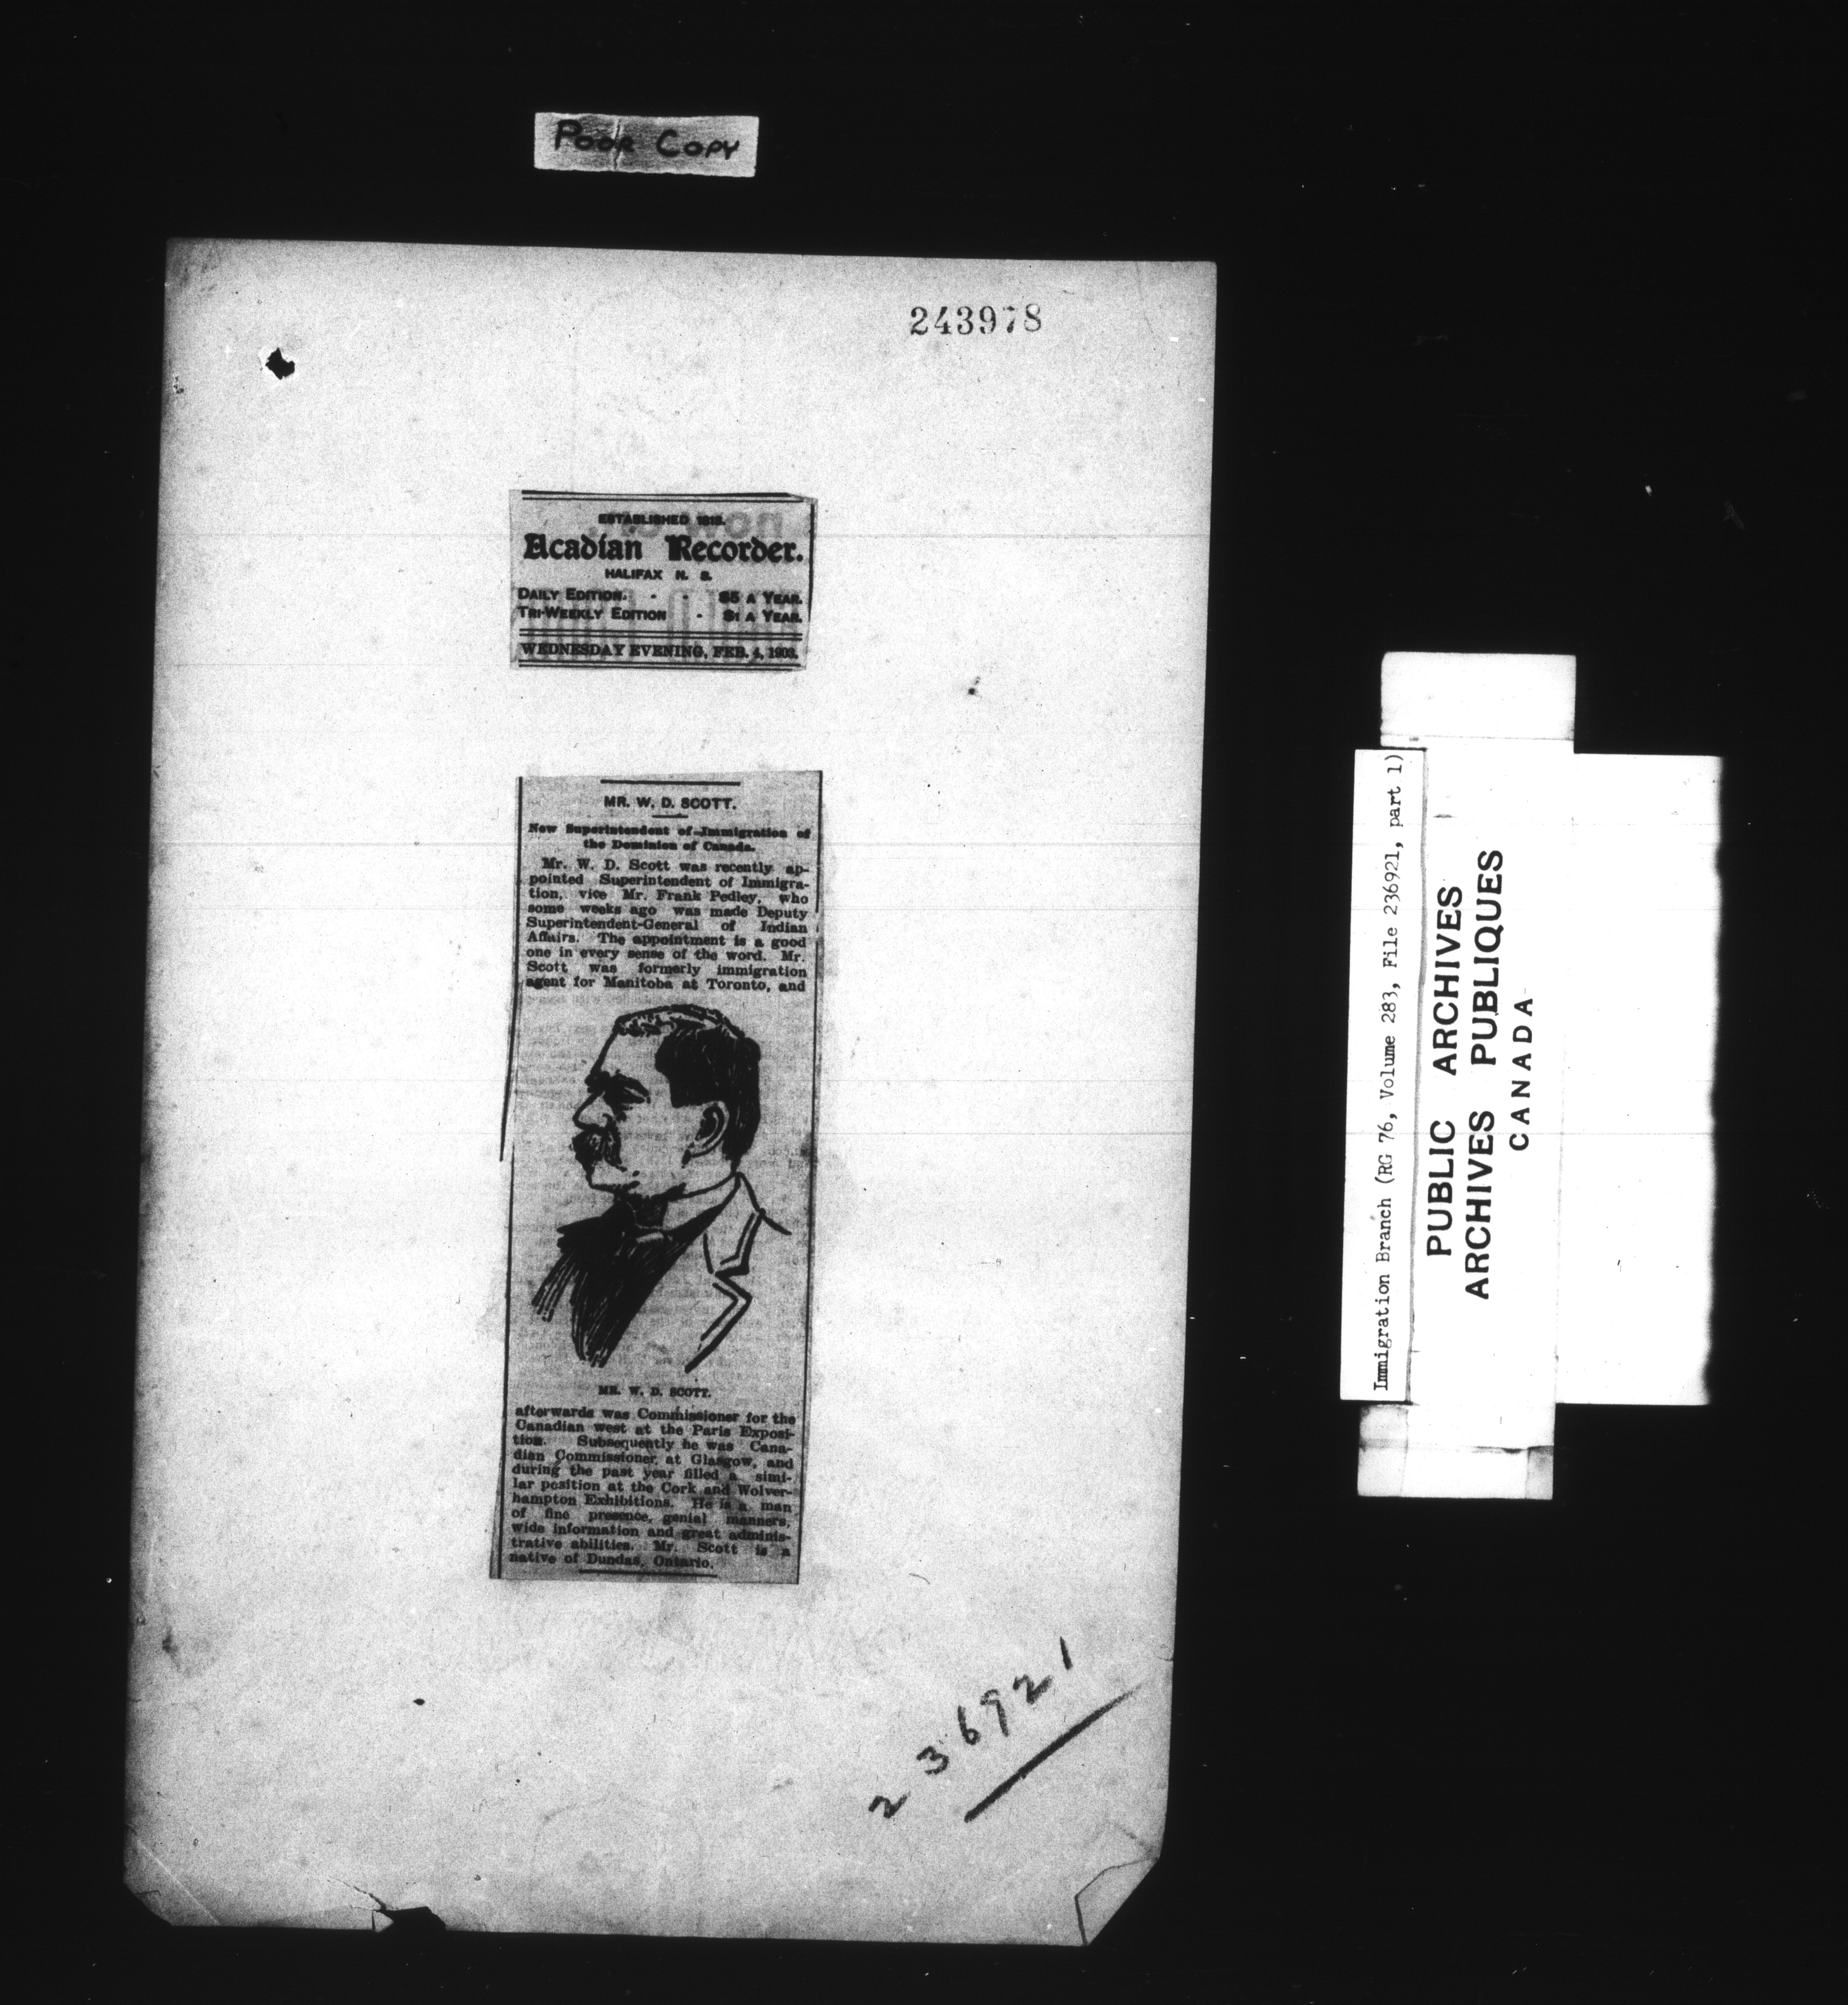 POOR COPY
243978
ESTABLISHED 1813.
Acadian Recorder.
HALIFAX N. S.
DAILY EDITION. - - $5 A YEAR.
TRI-WEEKLY EDITION - $1 A YEAR.
WEDNESDAY EVENING, FEB. 4, 1903.
MR. W. D. SCOTT.
New Superintendent of Immigration of
the Dominion of Canada.
Mr. W. D. Scott was recently ap-
pointed Superintendent of Immigra-
tion, vice Mr. Frank Pedley, who
some weeks ago was made Deputy
Superintendent-General of Indian
Affairs. The appointment is a good
one in every sense of the word. Mr.
Scott was formerly immigration
agent for Manitoba at Toronto, and
MR. W. D. SCOTT.
afterwards was Commissioner for the
Canadian west at the Paris Exposi-
tion. Subsequently he was Cana-
dian Commissioner at Glasgow, and
during the past year filled a simi-
lar position at the Cork and Wolver-
hampton Exhibitions. He is a man
of fine presence, genial manners,
wide information and great adminis-
trative abilities. Mr. Scott is a
native of Dundas, Ontario.
236921
Immigration Branch (RG 76, Volume 283, File 236921, part 1)
PUBLIC ARCHIVES
ARCHIVES PUBLIQUES
CANADA